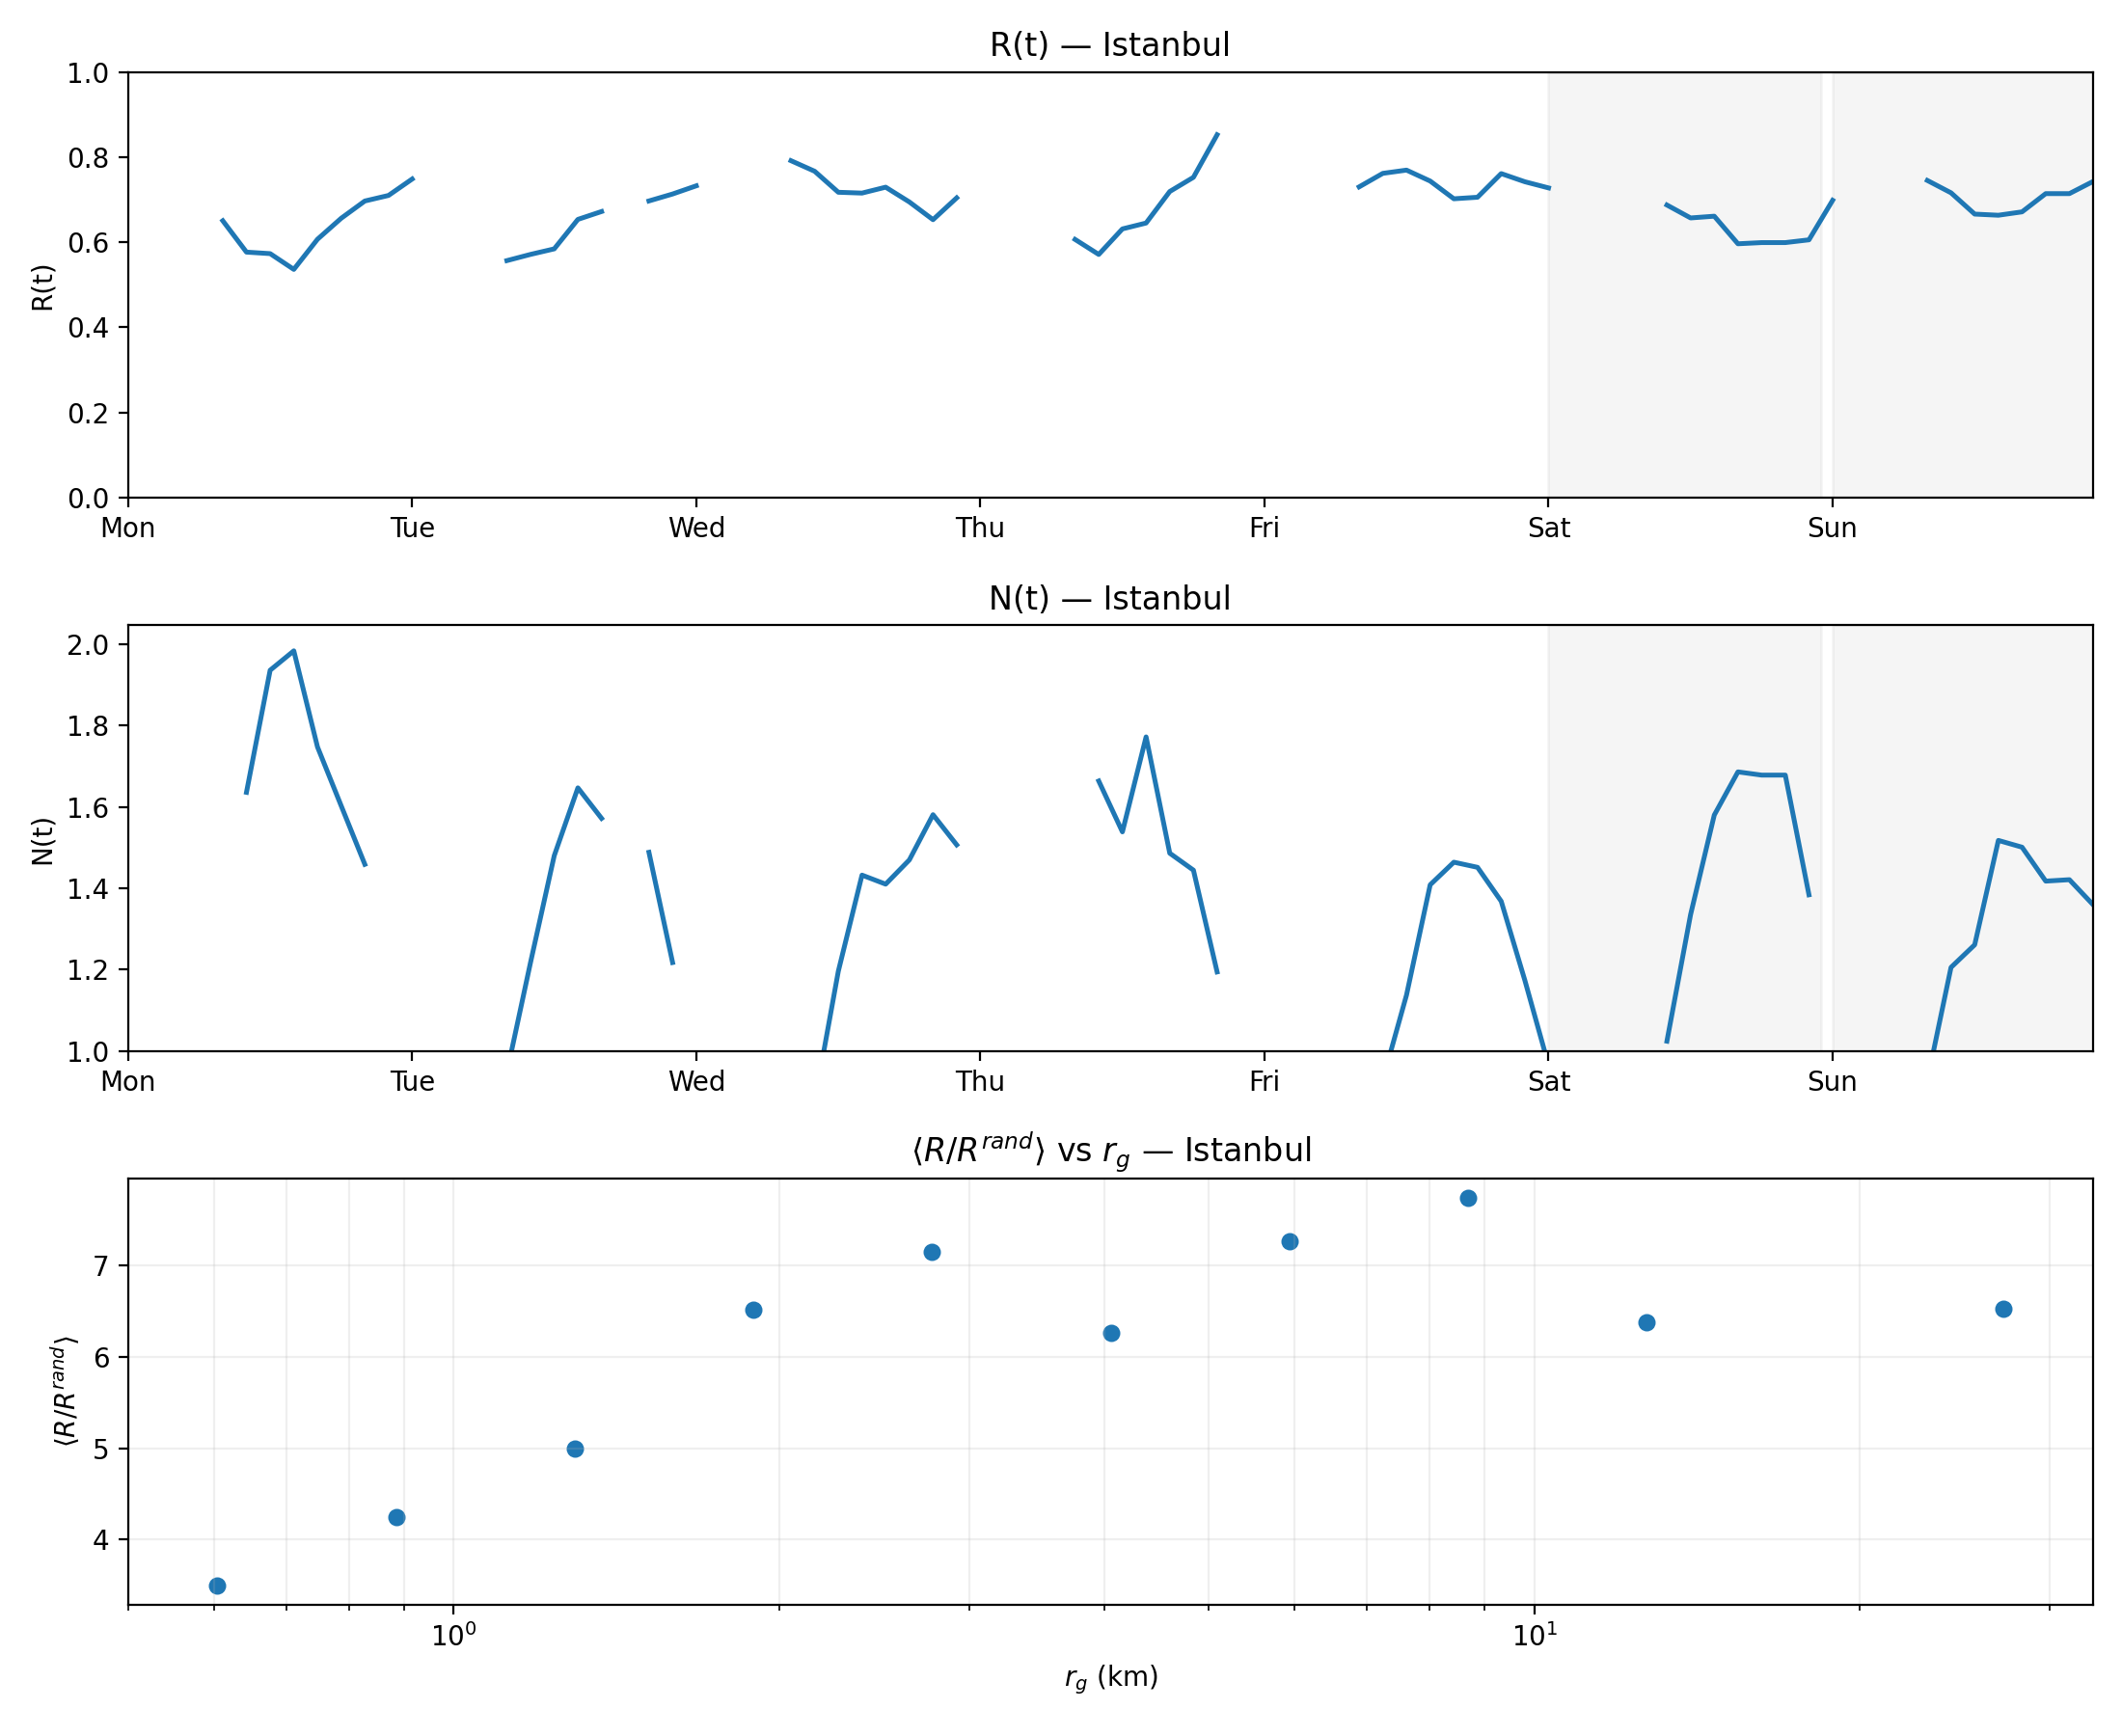 R(t) — Istanbul
1.0
0.8
0.6
0.4
0.2
0.0
R(t)
Mon Tue Wed Thu Fri Sat Sun
N(t) — Istanbul
2.0
1.8
1.6
1.4
1.2
1.0
N(t)
Mon Tue Wed Thu Fri Sat Sun
⟨R/R^rand⟩ vs r_g — Istanbul
7
6
5
4
⟨R/R^rand⟩
10^0 10^1
r_g (km)